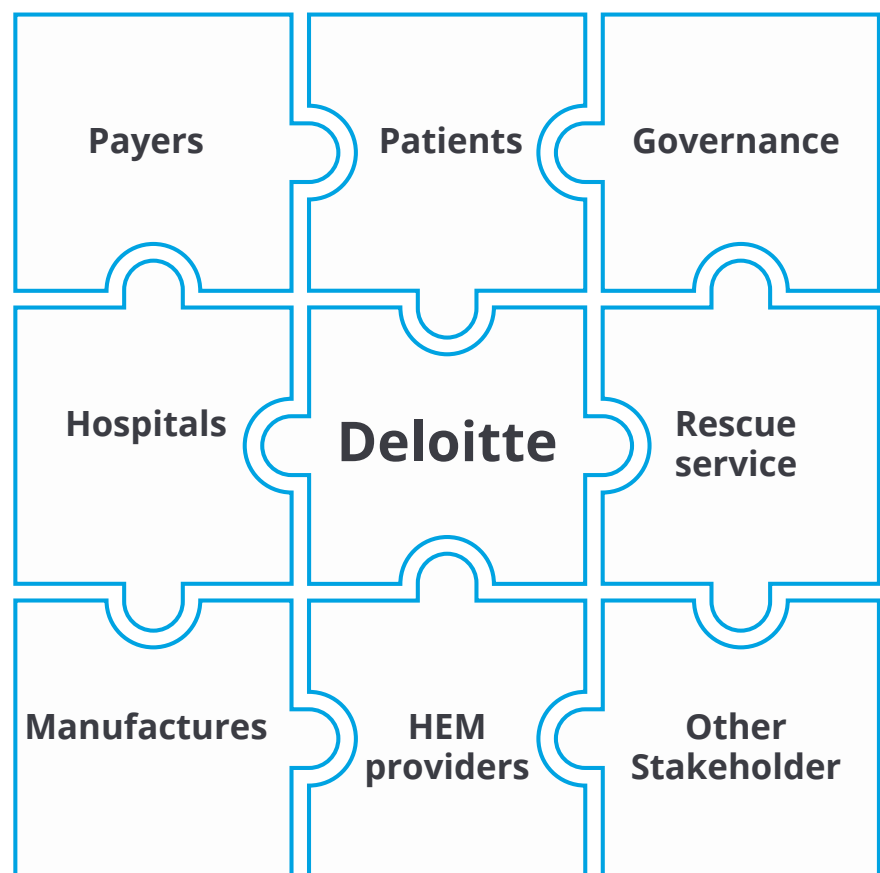 Payers
Patients
Governance
Hospitals
Deloitte
Rescue
service
Manufactures
HEM
providers
Other
Stakeholder